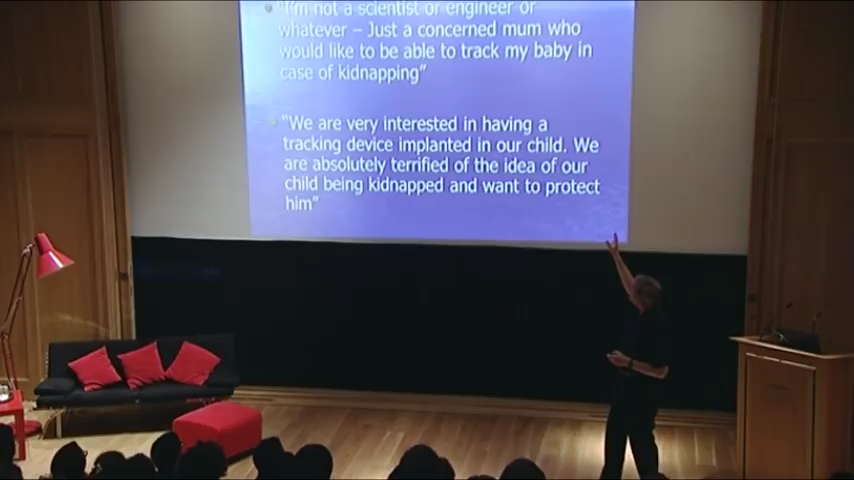 "I'm not a scientist or engineer or
whatever – Just a concerned mum who
would like to be able to track my baby in
case of kidnapping"
"We are very interested in having a
tracking device implanted in our child. We
are absolutely terrified of the idea of our
child being kidnapped and want to protect
him"